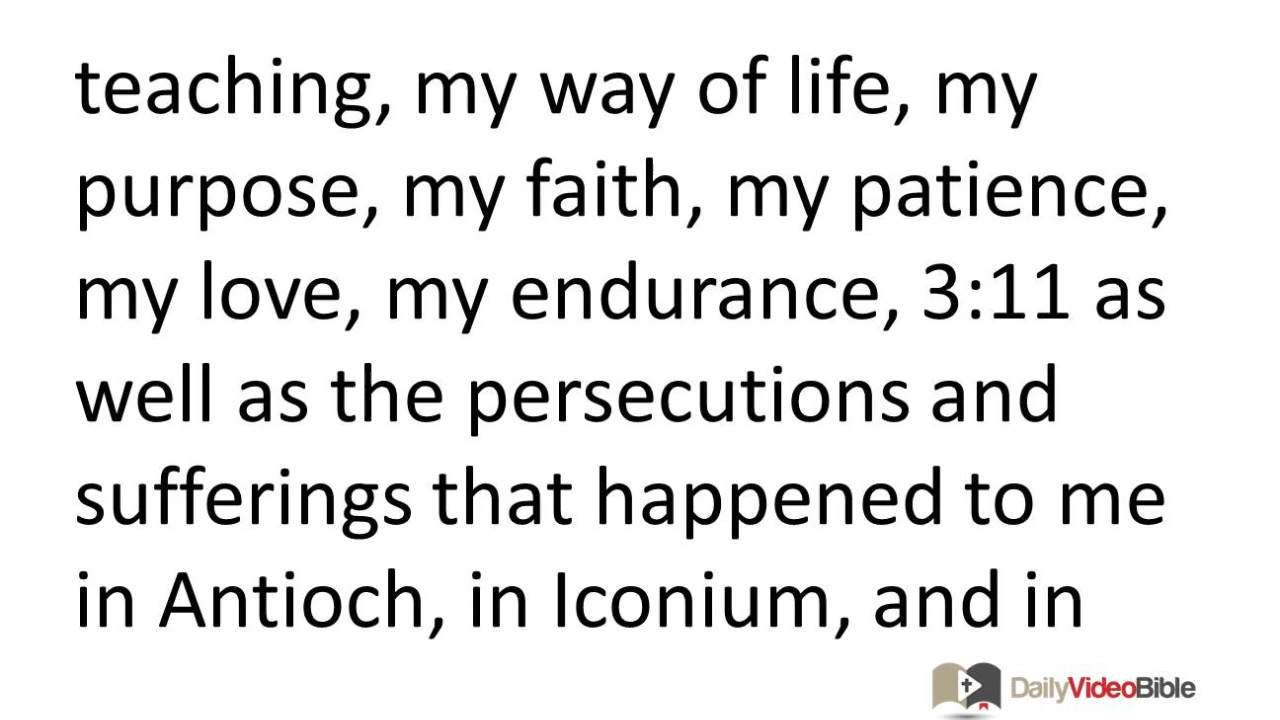 teaching, my way of life, my
purpose, my faith, my patience,
my love, my endurance, 3:11 as
well as the persecutions and
sufferings that happened to me
in Antioch, in Iconium, and in
DailyVideoBible